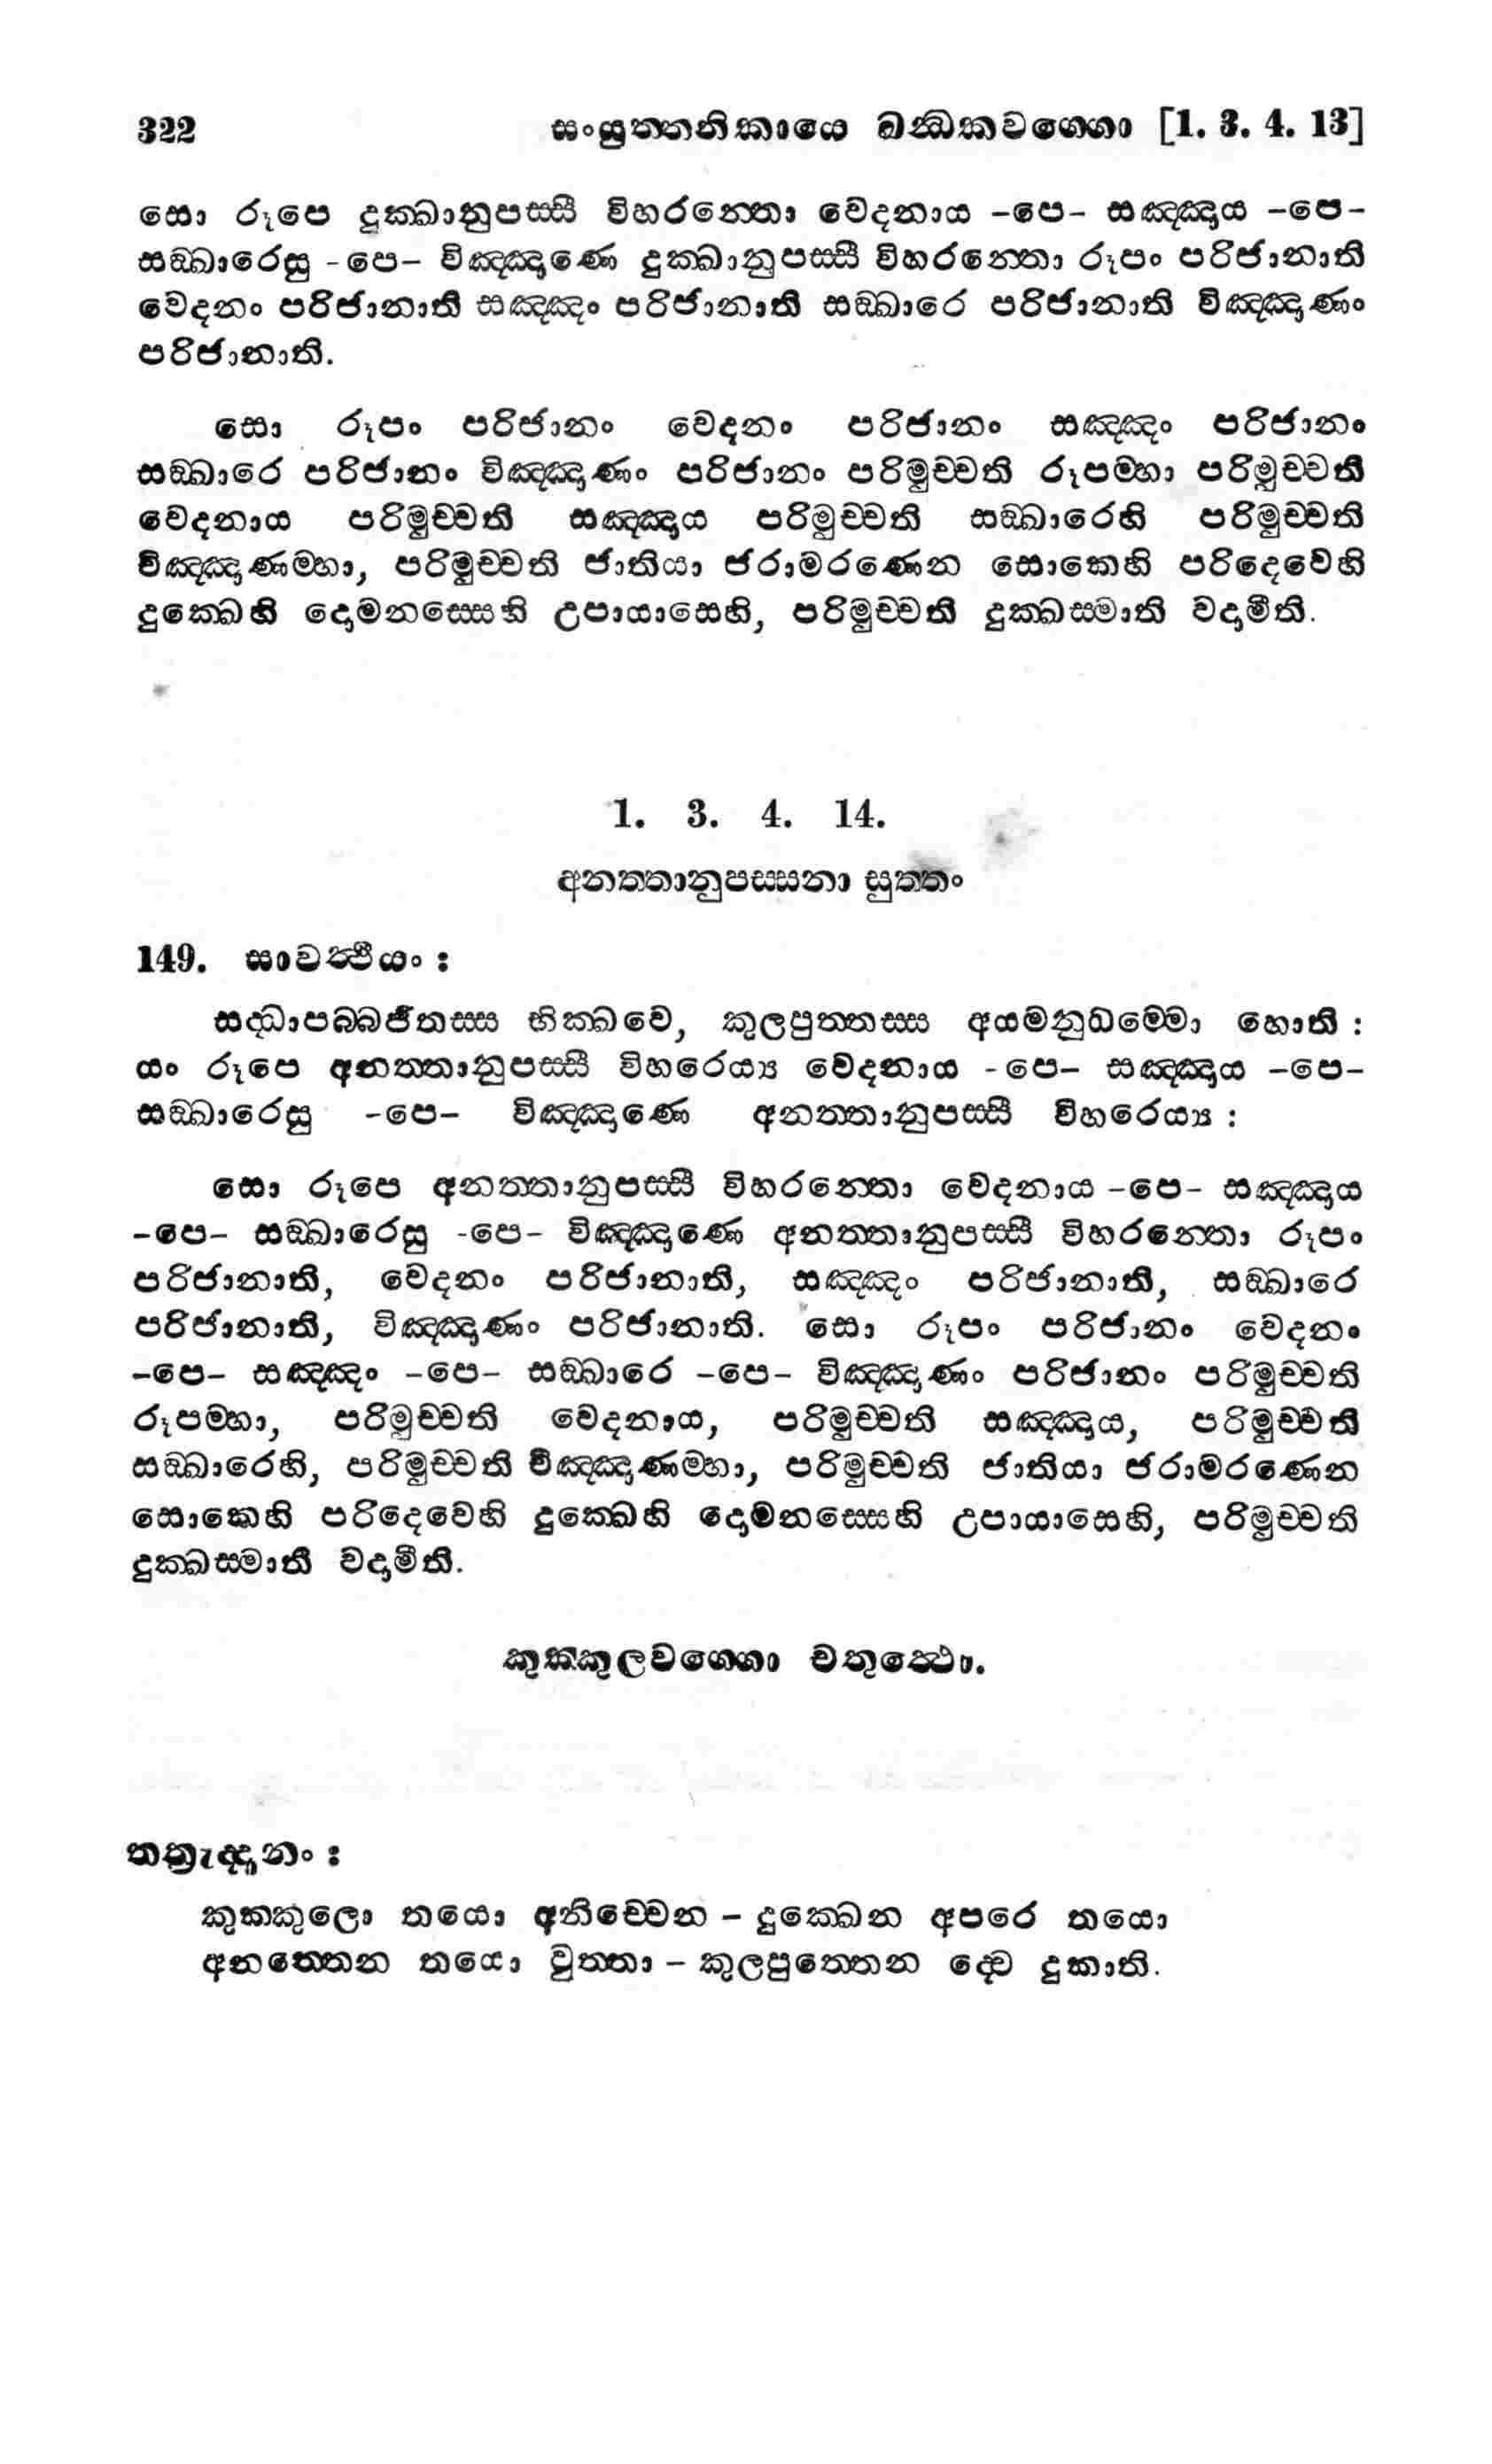 322 සංයුත්තනිකායෙ ඛන්ධකවග්ගො [1. 3. 4. 13]
සො රූපෙ දුක්ඛානුපස්සී විහරන්තො වෙදනාය -පෙ- සඤ්ඤාය -පෙ-
සඞ්ඛාරෙසු -පෙ- විඤ්ඤාණෙ දුක්ඛානුපස්සී විහරන්තො රූපං පරිජානාති
වෙදනං පරිජානාති සඤ්ඤං පරිජානාති සඞ්ඛාරෙ පරිජානාති විඤ්ඤාණං
පරිජානාති.
සො රූපං පරිජානං වෙදනං පරිජානං සඤ්ඤං පරිජානං
සඞ්ඛාරෙ පරිජානං විඤ්ඤාණං පරිජානං පරිමුච්චති රූපම්හා පරිමුච්චති
වෙදනාය පරිමුච්චති සඤ්ඤාය පරිමුච්චති සඞ්ඛාරෙහි පරිමුච්චති
විඤ්ඤාණම්හා, පරිමුච්චති ජාතියා ජරාමරණෙන සොකෙහි පරිදෙවෙහි
දුක්ඛෙහි දොමනස්සෙහි උපායාසෙහි, පරිමුච්චති දුක්ඛස්මාති වදාමීති.
1. 3. 4. 14.
අනත්තානුපස්සනා සුත්තං
149. සාවත්ථියං :
සද්ධාපබ්බජිතස්ස භික්ඛවෙ, කුලපුත්තස්ස අයමනුධම්මො හොති :
යං රූපෙ අනත්තානුපස්සී විහරෙය්‍ය වෙදනාය -පෙ- සඤ්ඤාය -පෙ-
සඞ්ඛාරෙසු -පෙ- විඤ්ඤාණෙ අනත්තානුපස්සී විහරෙය්‍ය :
සො රූපෙ අනත්තානුපස්සී විහරන්තො වෙදනාය -පෙ- සඤ්ඤාය
-පෙ- සඞ්ඛාරෙසු -පෙ- විඤ්ඤාණෙ අනත්තානුපස්සී විහරන්තො රූපං
පරිජානාති, වෙදනං පරිජානාති, සඤ්ඤං පරිජානාති, සඞ්ඛාරෙ
පරිජානාති, විඤ්ඤාණං පරිජානාති. සො රූපං පරිජානං වෙදනං
-පෙ- සඤ්ඤං -පෙ- සඞ්ඛාරෙ -පෙ- විඤ්ඤාණං පරිජානං පරිමුච්චති
රූපම්හා, පරිමුච්චති වෙදනාය, පරිමුච්චති සඤ්ඤාය, පරිමුච්චති
සඞ්ඛාරෙහි, පරිමුච්චති විඤ්ඤාණම්හා, පරිමුච්චති ජාතියා ජරාමරණෙන
සොකෙහි පරිදෙවෙහි දුක්ඛෙහි දොමනස්සෙහි උපායාසෙහි, පරිමුච්චති
දුක්ඛස්මාති වදාමීති.
කුක්කුලවග්ගො චතුත්ථො.
තත්‍රුද්දානං :
කුක්කුලො තයො අනිච්චෙන - දුක්ඛෙන අපරෙ තයො
අනත්තෙන තයො වුත්තා - කුලපුත්තෙන ද්වෙ දුකාති.